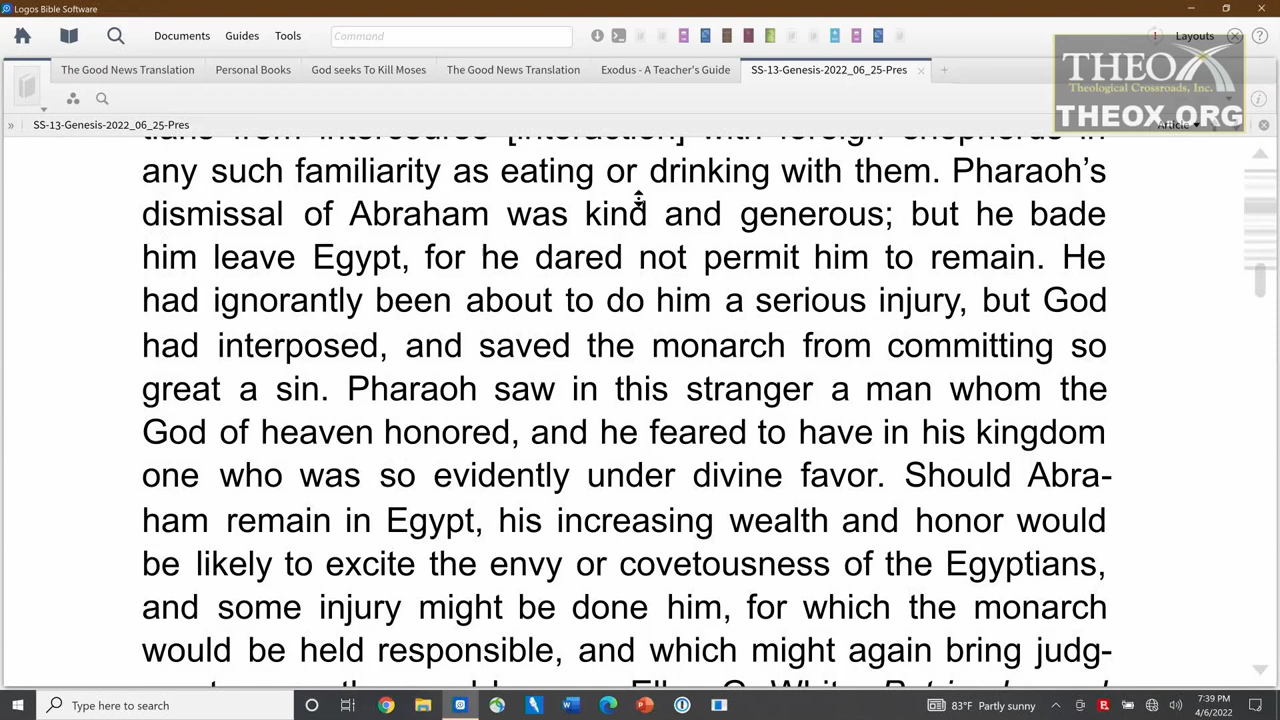 Logos Bible Software
Documents Guides Tools Command Layouts
THEOX
Theological Crossroads, Inc.
THEOX.ORG
The Good News Translation Personal Books God seeks To Kill Moses The Good News Translation Exodus - A Teacher's Guide SS-13-Genesis-2022_06_25-Pres
SS-13-Genesis-2022_06_25-Pres Article
tians from intercourse [interaction] with foreign shepherds in
any such familiarity as eating or drinking with them. Pharaoh's
dismissal of Abraham was kind and generous; but he bade
him leave Egypt, for he dared not permit him to remain. He
had ignorantly been about to do him a serious injury, but God
had interposed, and saved the monarch from committing so
great a sin. Pharaoh saw in this stranger a man whom the
God of heaven honored, and he feared to have in his kingdom
one who was so evidently under divine favor. Should Abra-
ham remain in Egypt, his increasing wealth and honor would
be likely to excite the envy or covetousness of the Egyptians,
and some injury might be done him, for which the monarch
would be held responsible, and which might again bring judg-
Type here to search
83°F Partly sunny
7:39 PM
4/6/2022